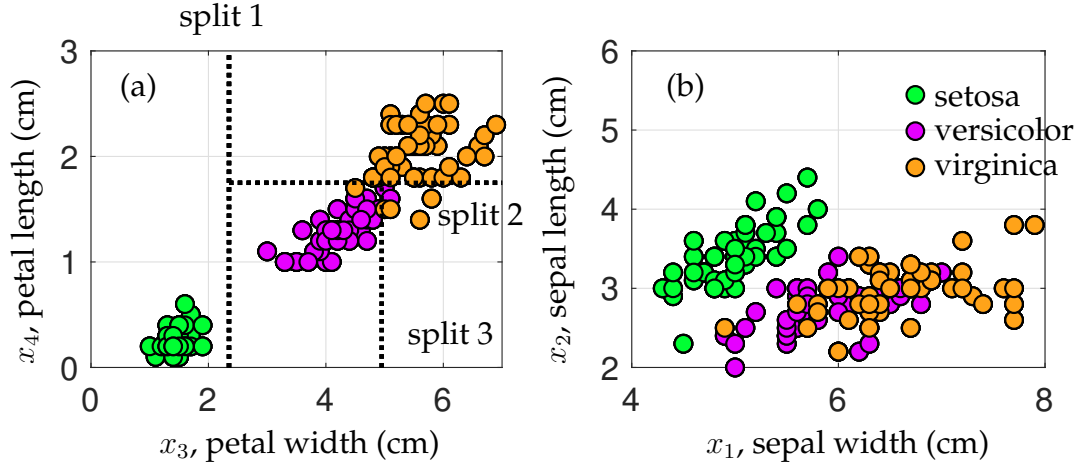 split 1
3
2
1
0
0
2
4
6
x₄, petal length (cm)
x₃, petal width (cm)
(a)
split 2
split 3
6
5
4
3
2
4
6
8
x₂, sepal length (cm)
x₁, sepal width (cm)
(b)
setosa
versicolor
virginica